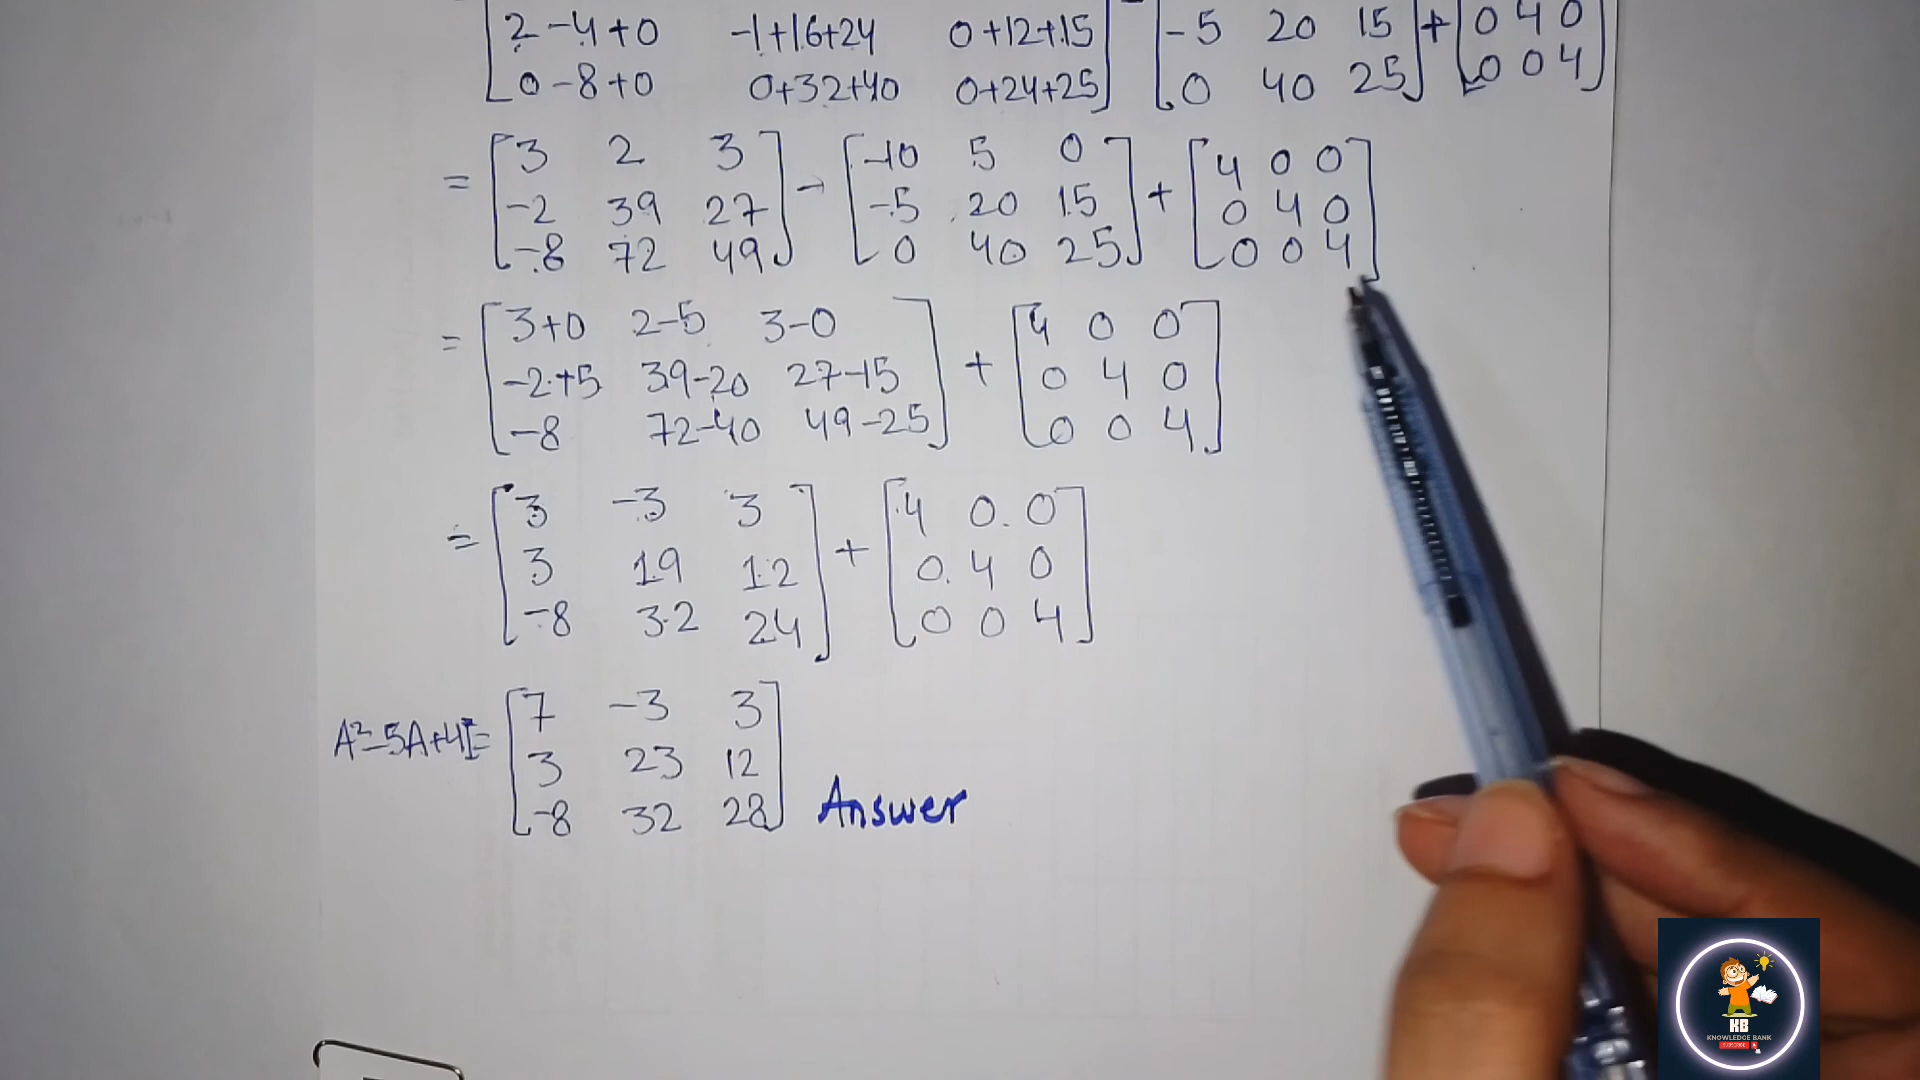 [2-4+0 -1+16+24 0+12+15] - [-5 20 15] + [0 4 0]
[0-8+0 0+32+40 0+24+25] [0 40 25] [0 0 4]
[3 2 3] [-10 5 0] [4 0 0]
= [-2 39 27] - [-5 20 15] + [0 4 0]
[-8 72 49] [0 40 25] [0 0 4]
[3+0 2-5 3-0] [4 0 0]
= [-2+5 39-20 27-15] + [0 4 0]
[-8 72-40 49-25] [0 0 4]
[3 -3 3] [4 0 0]
= [3 19 12] + [0 4 0]
[-8 32 24] [0 0 4]
[7 -3 3]
A²-5A+4I = [3 23 12]
[-8 32 28] Answer
KB
KNOWLEDGE BANK
SUBSCRIBE